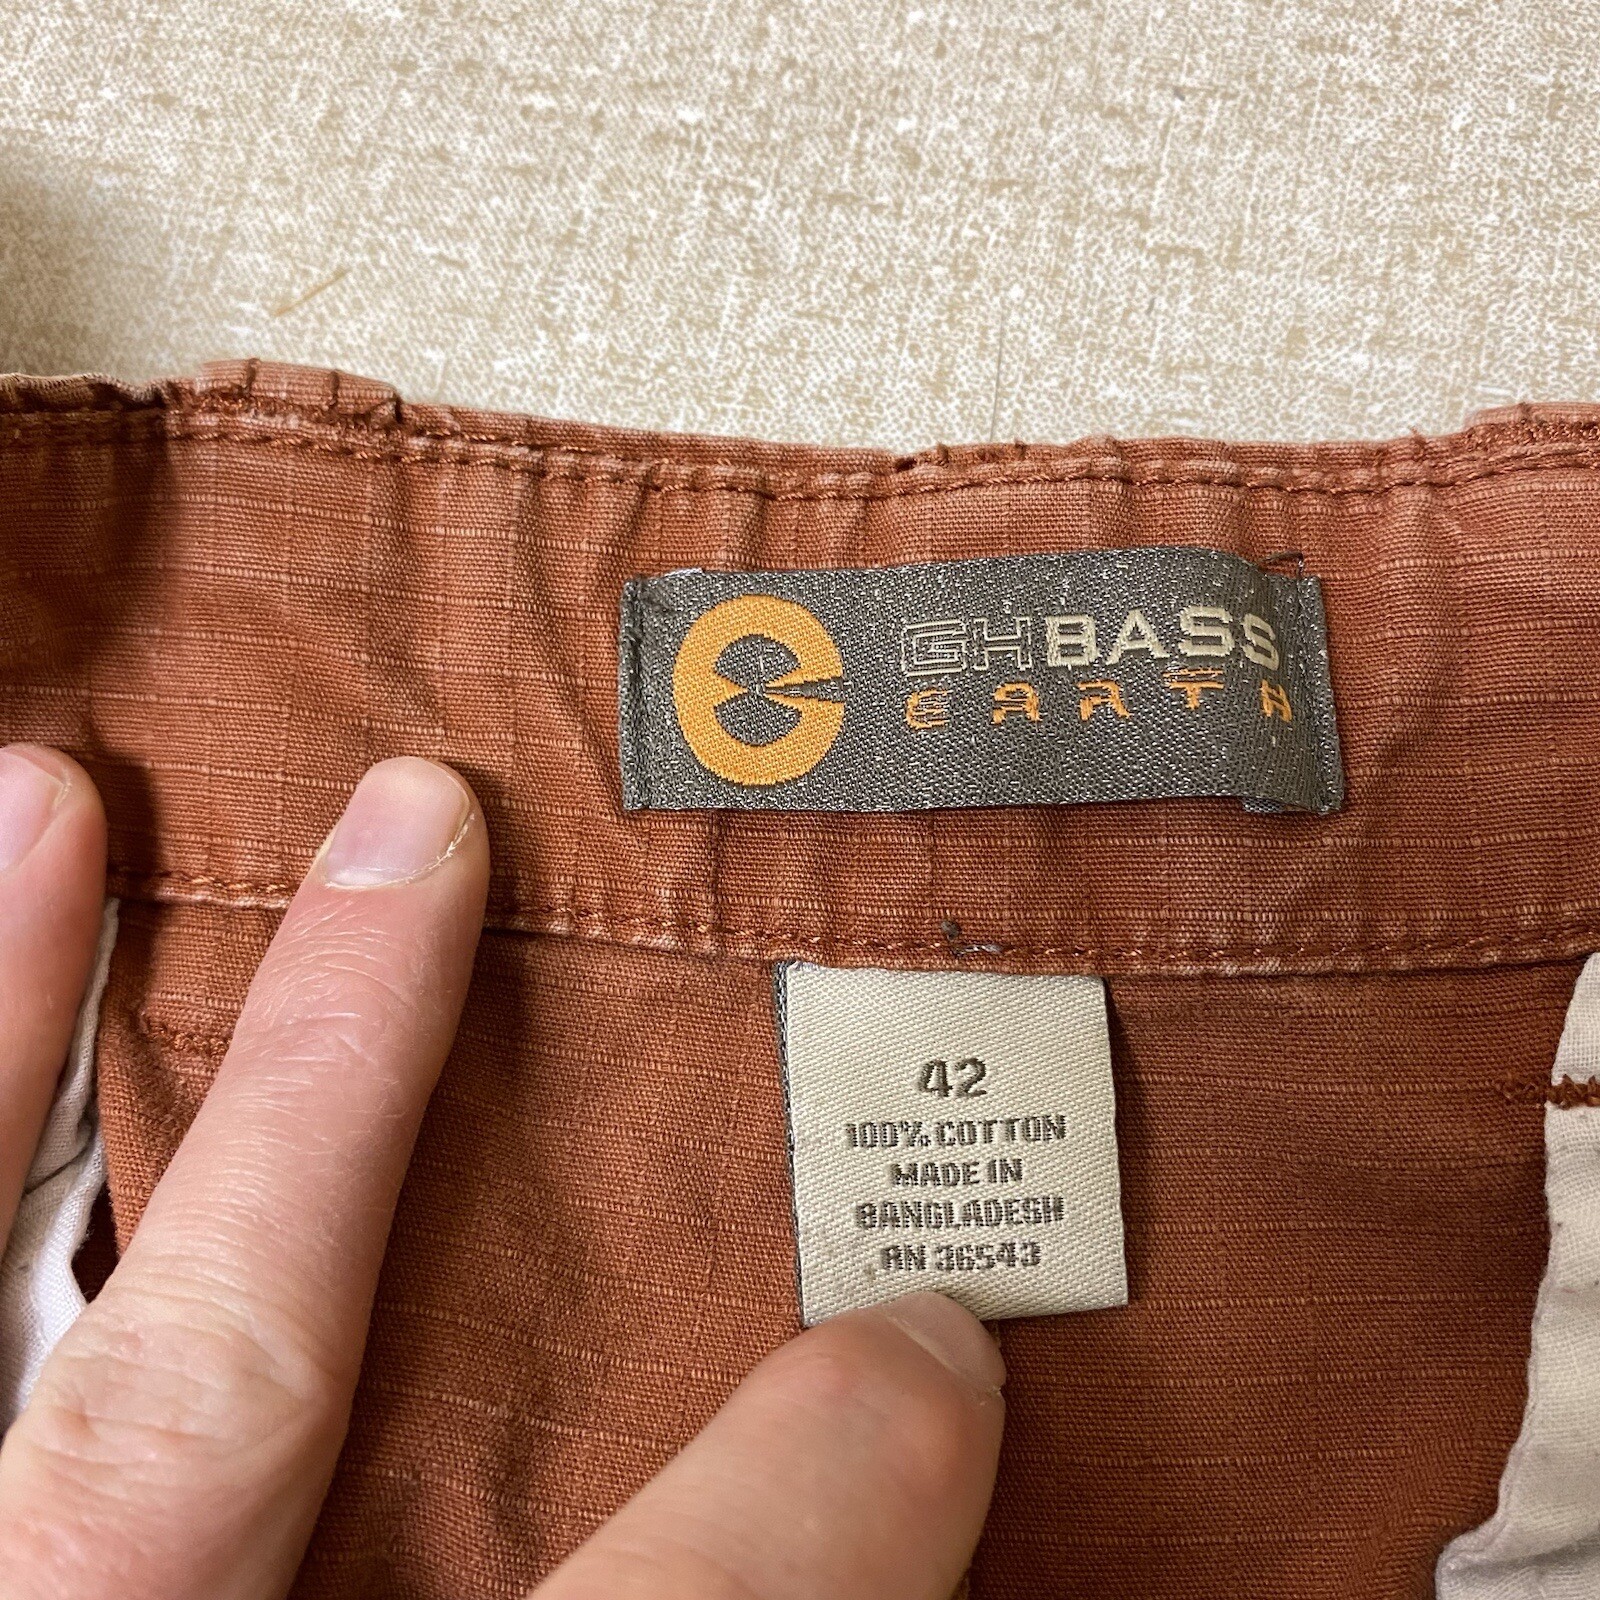 GHBASS
EARTH
42
100% COTTON
MADE IN
BANGLADESH
RN 36543